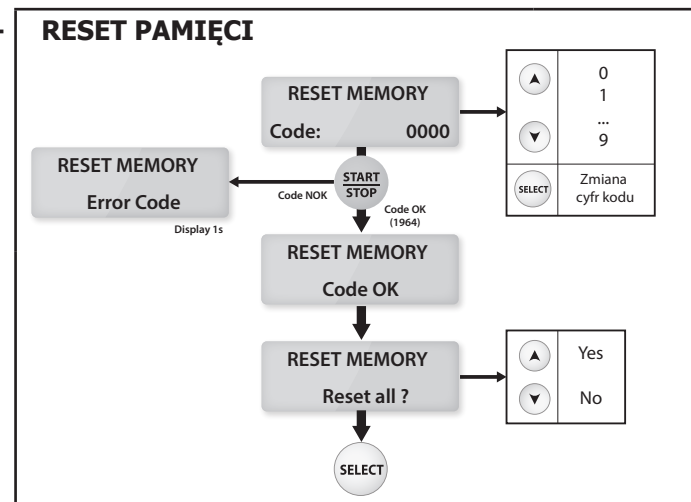 RESET PAMIĘCI
RESET MEMORY
Code: 0000
0
1
...
9
SELECT
Zmiana
cyfr kodu
START
STOP
Code NOK
RESET MEMORY
Error Code
Display 1s
Code OK
(1964)
RESET MEMORY
Code OK
RESET MEMORY
Reset all ?
Yes
No
SELECT